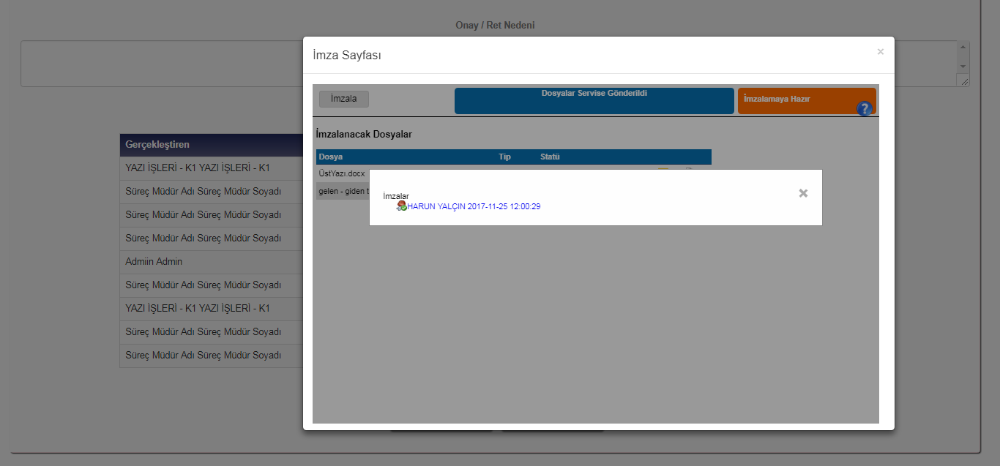 Onay / Ret Nedeni
İmza Sayfası
×
İmzala
Dosyalar Servise Gönderildi
İmzalamaya Hazır
?
İmzalanacak Dosyalar
Dosya Tip Statü
ÜstYazı.docx
gelen - giden t
İmzalar
HARUN YALÇIN 2017-11-25 12:00:29
Gerçekleştiren
YAZI İŞLERİ - K1 YAZI İŞLERİ - K1
Süreç Müdür Adı Süreç Müdür Soyadı
Süreç Müdür Adı Süreç Müdür Soyadı
Süreç Müdür Adı Süreç Müdür Soyadı
Admiin Admin
Süreç Müdür Adı Süreç Müdür Soyadı
YAZI İŞLERİ - K1 YAZI İŞLERİ - K1
Süreç Müdür Adı Süreç Müdür Soyadı
Süreç Müdür Adı Süreç Müdür Soyadı